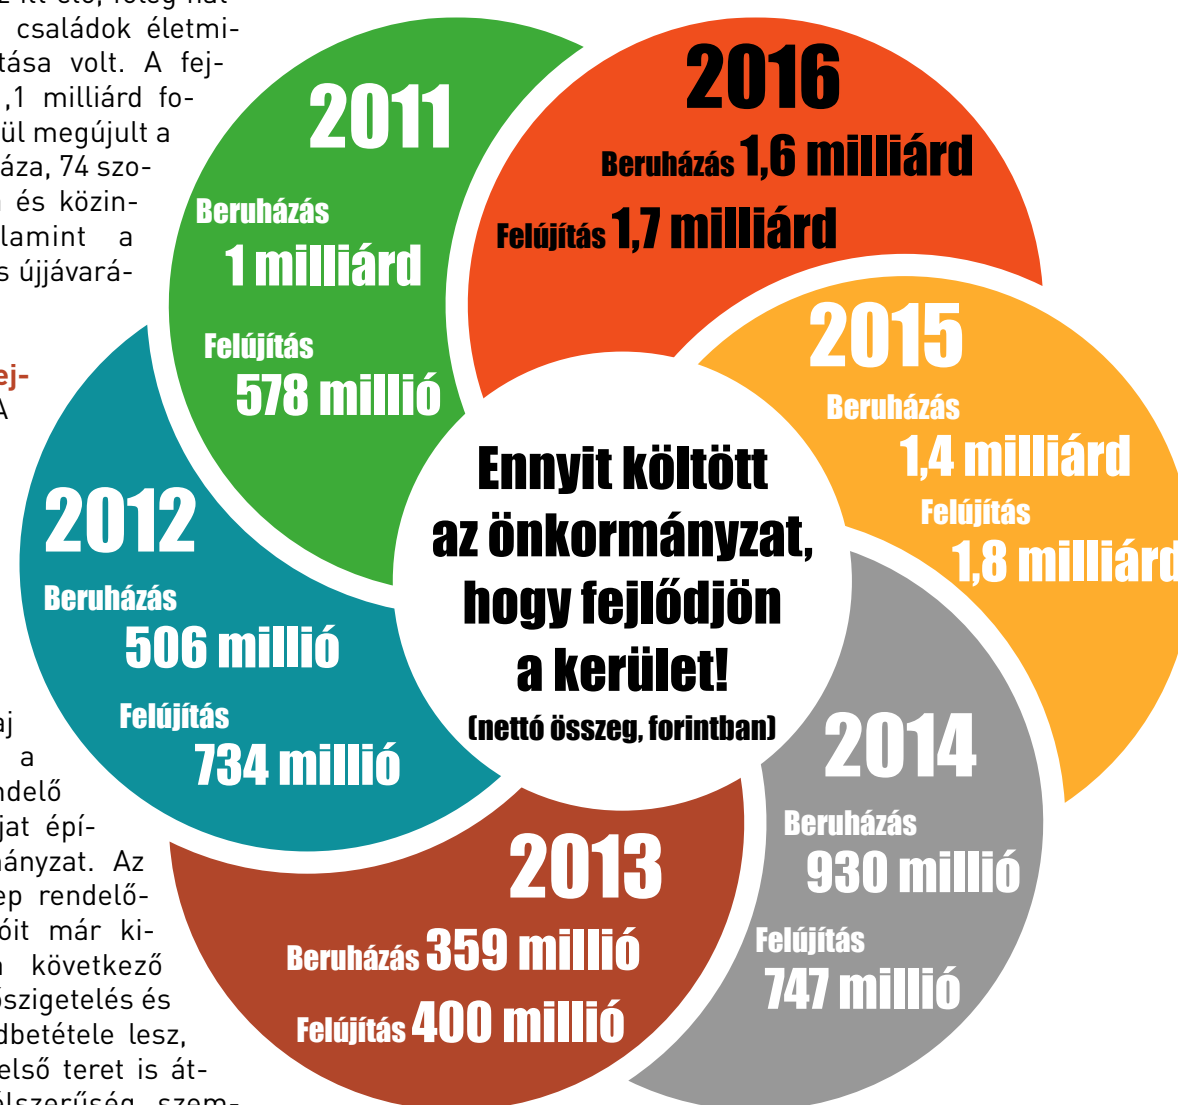 családok életmi-
tása volt. A fej-
,1 milliárd fo-
ül megújult a
áza, 74 szo-
és közin-
lamint a
s újjávará-
ej-
A
aj
a
ndelő
jat épí-
ányzat. Az
ep rendelő-
óit már ki-
következő
őszigetelés és
dbetétele lesz,
első teret is át-
2011
Beruházás
1 milliárd
Felújítás
578 millió
2012
Beruházás
506 millió
Felújítás
734 millió
2013
Beruházás 359 millió
Felújítás 400 millió
2014
Beruházás
930 millió
Felújítás
747 millió
2015
Beruházás
1,4 milliárd
Felújítás
1,8 milliárd
2016
Beruházás 1,6 milliárd
Felújítás 1,7 milliárd
Ennyit költött
az önkormányzat,
hogy fejlődjön
a kerület!
(nettó összeg, forintban)